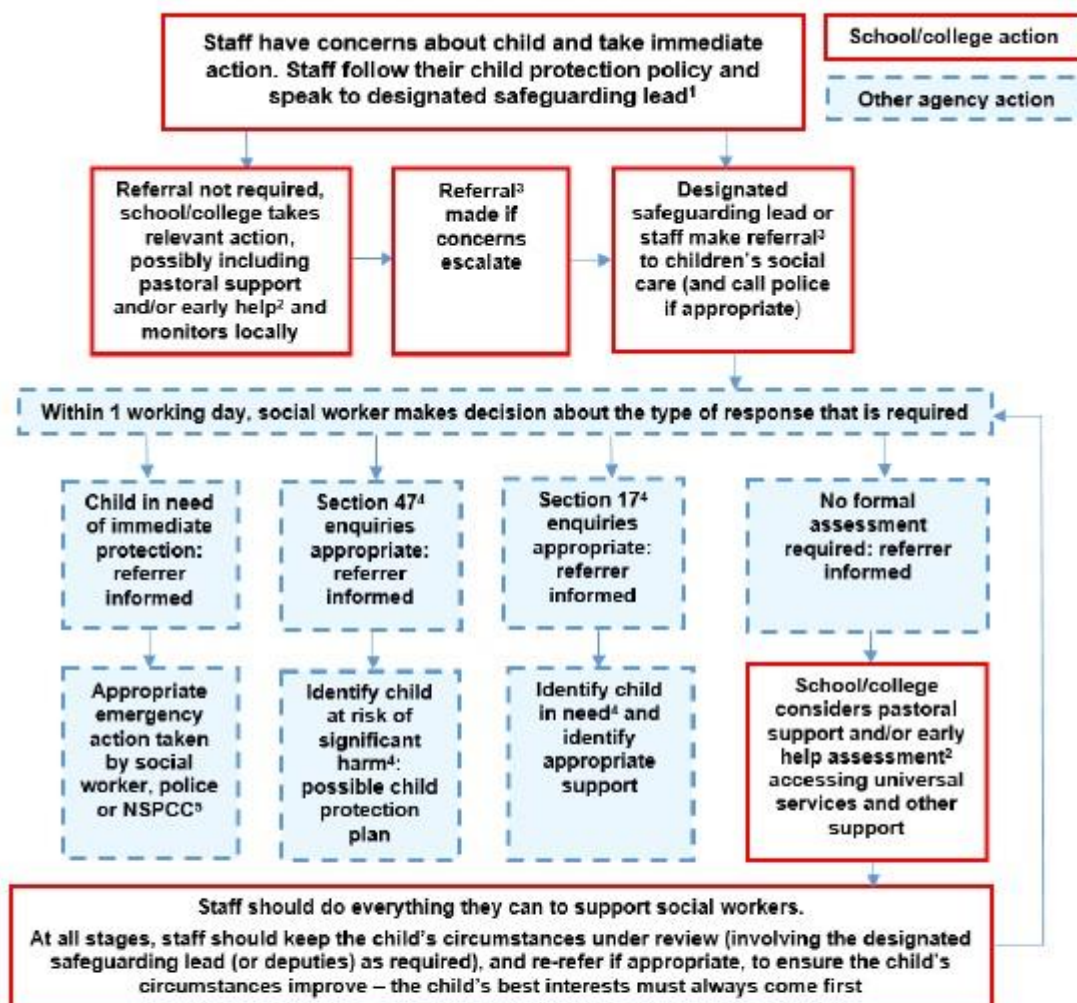 Staff have concerns about child and take immediate
action. Staff follow their child protection policy and
speak to designated safeguarding lead¹
School/college action
Other agency action
Referral not required,
school/college takes
relevant action,
possibly including
pastoral support
and/or early help² and
monitors locally
Referral³
made if
concerns
escalate
Designated
safeguarding lead or
staff make referral³
to children's social
care (and call police
if appropriate)
Within 1 working day, social worker makes decision about the type of response that is required
Child in need
of immediate
protection:
referrer
informed
Section 47⁴
enquiries
appropriate:
referrer
informed
Section 17⁴
enquiries
appropriate:
referrer
informed
No formal
assessment
required: referrer
informed
Appropriate
emergency
action taken
by social
worker, police
or NSPCC⁵
Identify child
at risk of
significant
harm⁴:
possible child
protection
plan
Identify child
in need⁴ and
identify
appropriate
support
School/college
considers pastoral
support and/or early
help assessment²
accessing universal
services and other
support
Staff should do everything they can to support social workers.
At all stages, staff should keep the child's circumstances under review (involving the designated
safeguarding lead (or deputies) as required), and re-refer if appropriate, to ensure the child's
circumstances improve – the child's best interests must always come first